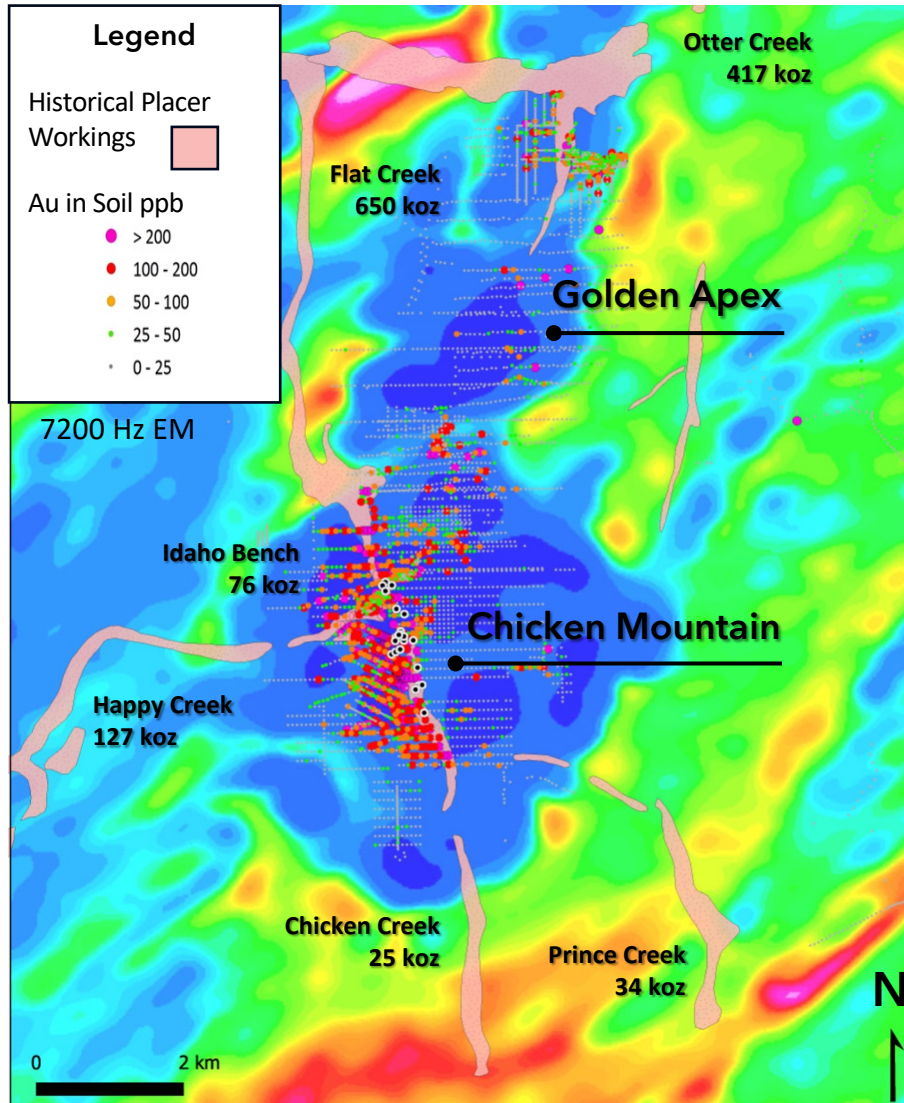 Legend
Historical Placer
Workings
Au in Soil ppb
> 200
100 - 200
50 - 100
25 - 50
0 - 25
7200 Hz EM
Otter Creek
417 koz
Flat Creek
650 koz
Golden Apex
Idaho Bench
76 koz
Chicken Mountain
Happy Creek
127 koz
Chicken Creek
25 koz
Prince Creek
34 koz
N
0
2 km